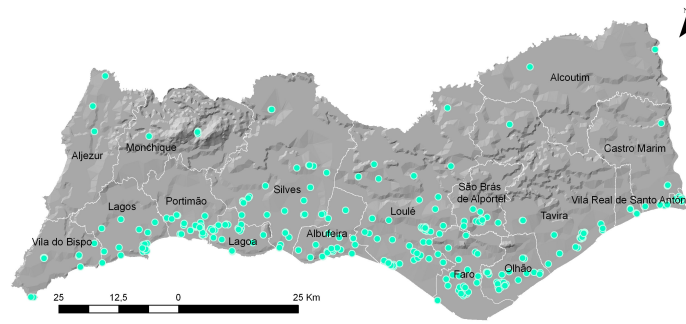 Alcoutim
Castro Marim
Monchique
Aljezur
São Brás
de Alportel
Silves
Vila Real de Santo Antón
Portimão
Lagos
Loulé
Tavira
Albufeira
Vila do Bispo
Lagoa
Olhão
Faro
25 12,5 0 25 Km